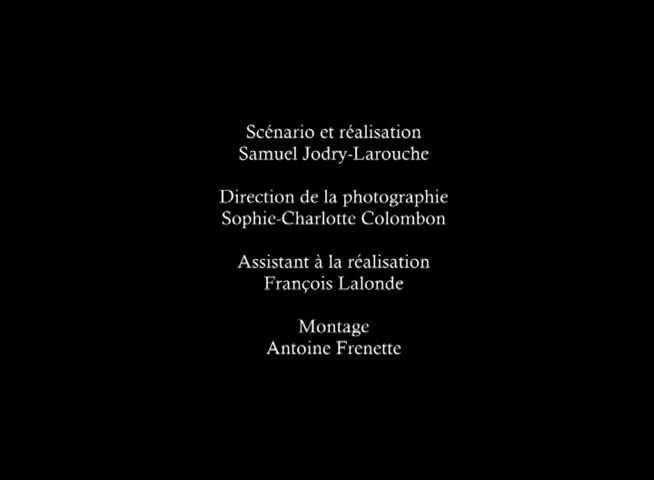 Scénario et réalisation
Samuel Jodry-Larouche
Direction de la photographie
Sophie-Charlotte Colombon
Assistant à la réalisation
François Lalonde
Montage
Antoine Frenette